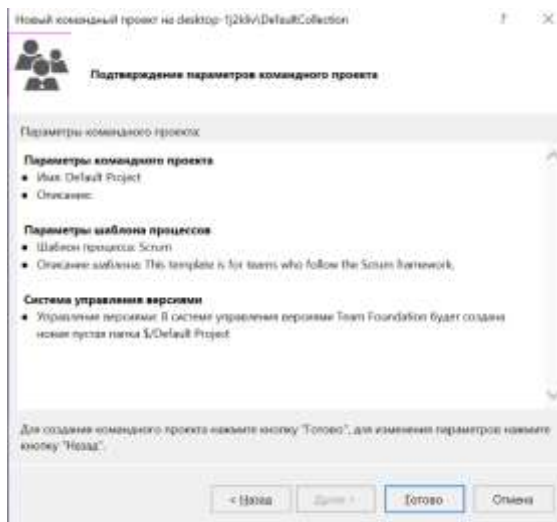 Новый командный проект на desktop-1j2kliv\DefaultCollection
? ×
Подтверждение параметров командного проекта
Параметры командного проекта:
Параметры командного проекта
• Имя: Default Project
• Описание:
Параметры шаблона процессов
• Шаблон процесса: Scrum
• Описание шаблона: This template is for teams who follow the Scrum framework.
Система управления версиями
• Управление версиями: В системе управления версиями Team Foundation будет создана
новая пустая папка $/Default Project
Для создания командного проекта нажмите кнопку "Готово", для изменения параметров нажмите
кнопку "Назад".
< Назад Далее > Готово Отмена